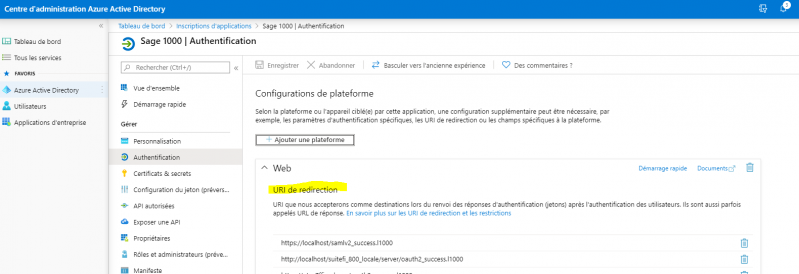 Centre d'administration Azure Active Directory
2
Tableau de bord > Inscriptions d'applications > Sage 1000 | Authentification
Sage 1000 | Authentification
«
Tableau de bord
Tous les services
FAVORIS
Azure Active Directory
Utilisateurs
Applications d'entreprise
Rechercher (Ctrl+/)
«
Vue d'ensemble
Démarrage rapide
Gérer
Personnalisation
Authentification
Certificats & secrets
Configuration du jeton (prévers...
API autorisées
Exposer une API
Propriétaires
Rôles et administrateurs (prévers...
Manifeste
Enregistrer
Abandonner
Basculer vers l'ancienne expérience
Des commentaires ?
Configurations de plateforme
Selon la plateforme ou l'appareil ciblé(e) par cette application, une configuration supplémentaire peut être nécessaire, par
exemple, les paramètres d'authentification spécifiques, les URI de redirection ou les champs spécifiques à la plateforme.
+ Ajouter une plateforme
Web
Démarrage rapide
Documents
URI de redirection
URI que nous accepterons comme destinations lors du renvoi des réponses d'authentification (jetons) après l'authentification des utilisateurs. Ils sont aussi parfois
appelés URL de réponse. En savoir plus sur les URI de redirection et les restrictions
https://localhost/samlv2_success.l1000
https://localhost/suitefi_800_locale/server/oauth2_success.l1000